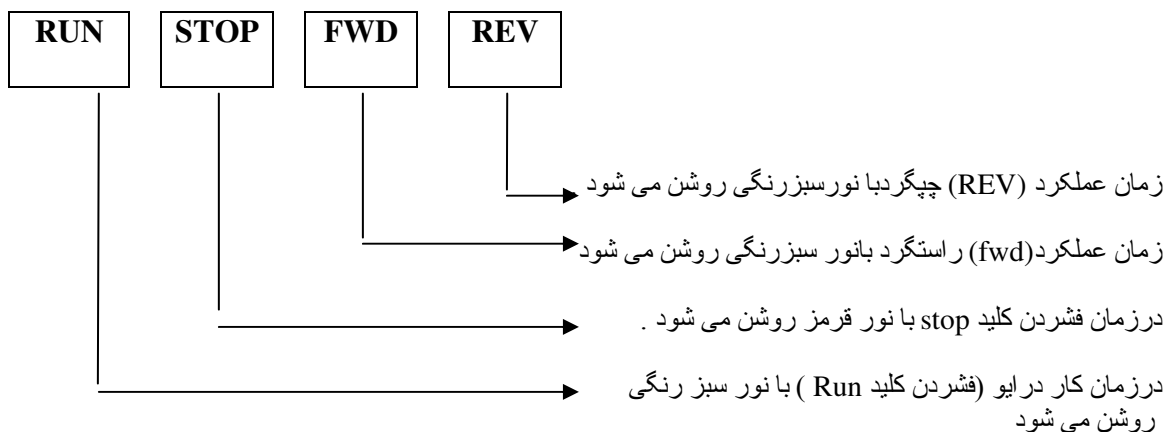 RUN STOP FWD REV
زمان عملکرد (REV) چپگردبا نورسبزرنگی روشن می شود
زمان عملکرد(fwd) راستگرد بانور سبزرنگی روشن می شود
درزمان فشردن کلید stop با نور قرمز روشن می شود .
درزمان کار درایو (فشردن کلید Run ) با نور سبز رنگی
روشن می شود